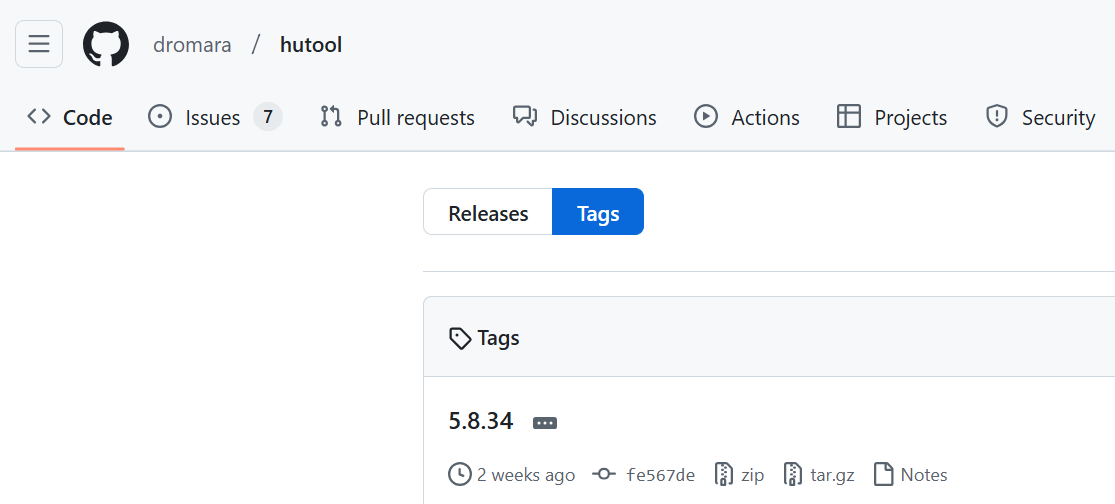 dromara / hutool
Code Issues 7 Pull requests Discussions Actions Projects Security
Releases Tags
Tags
5.8.34
2 weeks ago fe567de zip tar.gz Notes